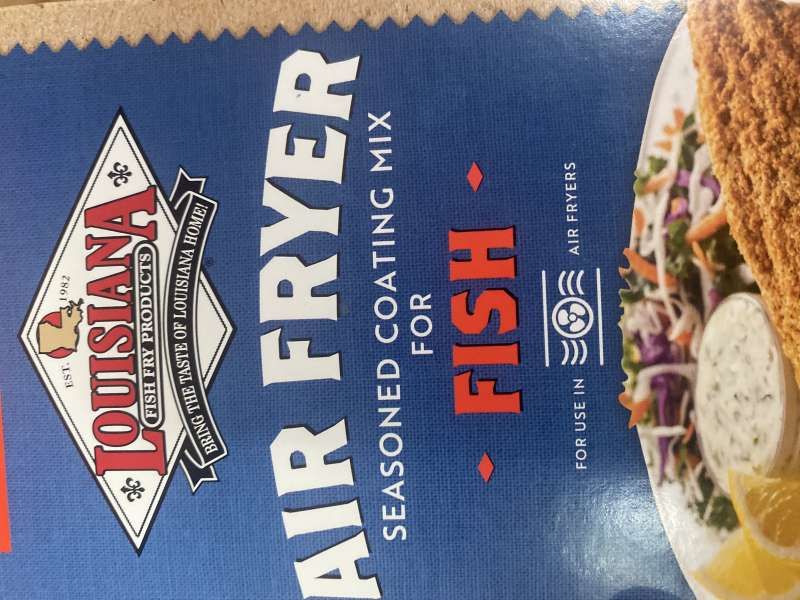 EST. 1982
LOUISIANA
FISH FRY PRODUCTS
BRING THE TASTE OF LOUISIANA HOME!
AIR FRYER
SEASONED COATING MIX
FOR
FISH
FOR USE IN AIR FRYERS